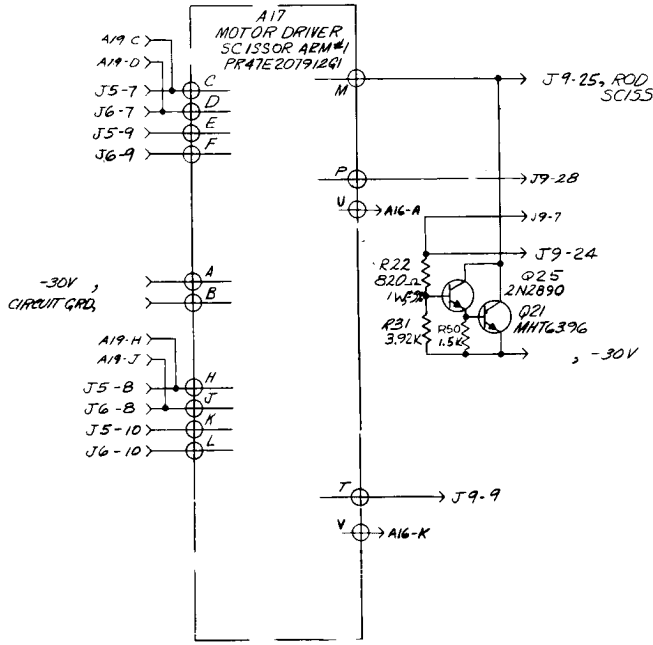 A17
MOTOR DRIVER
SCISSOR ARM #1
PR47E207912G1
A19-C
A19-D
J5-7
J6-7
J5-9
J6-9
C
D
E
F
M
J9-25, ROD
SCISS
P
J9-28
U
A16-A
J9-7
J9-24
R22
820Ω
1W, 5%
Q25
2N2890
Q21
MHT6396
R31
3.92K
R50
1.5K
, -30V
-30V ,
CIRCUIT GRD,
A
B
A19-H
A19-J
J5-8
J6-8
J5-10
J6-10
H
J
K
L
T
J9-9
V
A16-K